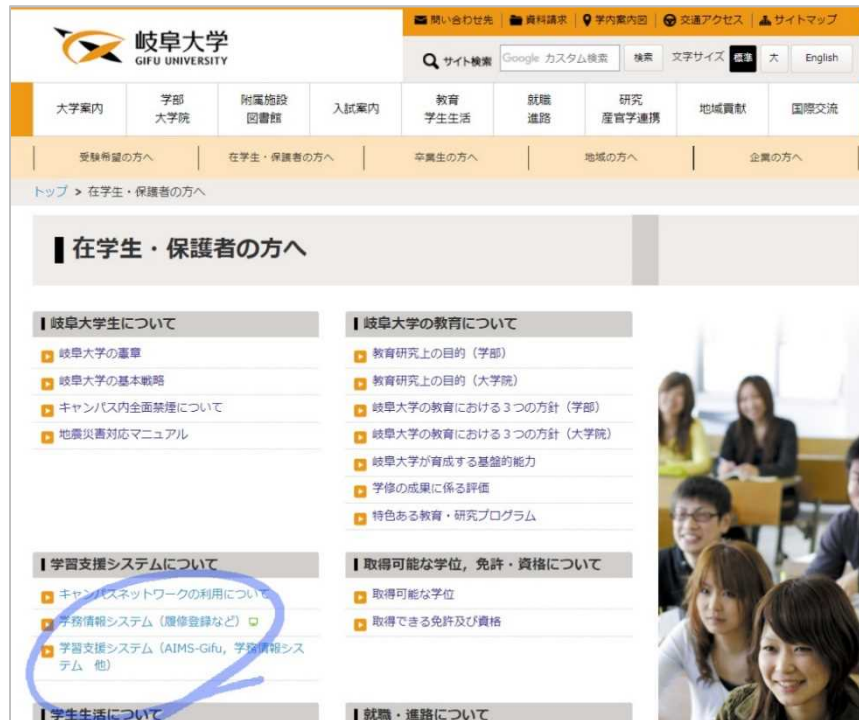 岐阜大学
GIFU UNIVERSITY
問い合わせ先 資料請求 学内案内図 交通アクセス サイトマップ
サイト検索 Google カスタム検索 検索 文字サイズ 標準 大 English
大学案内
学部
大学院
附属施設
図書館
入試案内
教育
学生生活
就職
進路
研究
産官学連携
地域貢献
国際交流
受験希望の方へ
在学生・保護者の方へ
卒業生の方へ
地域の方へ
企業の方へ
トップ > 在学生・保護者の方へ
在学生・保護者の方へ
岐阜大学生について
岐阜大学の憲章
岐阜大学の基本戦略
キャンパス内全面禁煙について
地震災害対応マニュアル
岐阜大学の教育について
教育研究上の目的（学部）
教育研究上の目的（大学院）
岐阜大学の教育における３つの方針（学部）
岐阜大学の教育における３つの方針（大学院）
岐阜大学が育成する基盤的能力
学修の成果に係る評価
特色ある教育・研究プログラム
学習支援システムについて
キャンパスネットワークの利用について
学務情報システム（履修登録など）
学習支援システム（AIMS-Gifu，学務情報シス
テム　他）
取得可能な学位，免許・資格について
取得可能な学位
取得できる免許及び資格
学生生活について
就職・進路について